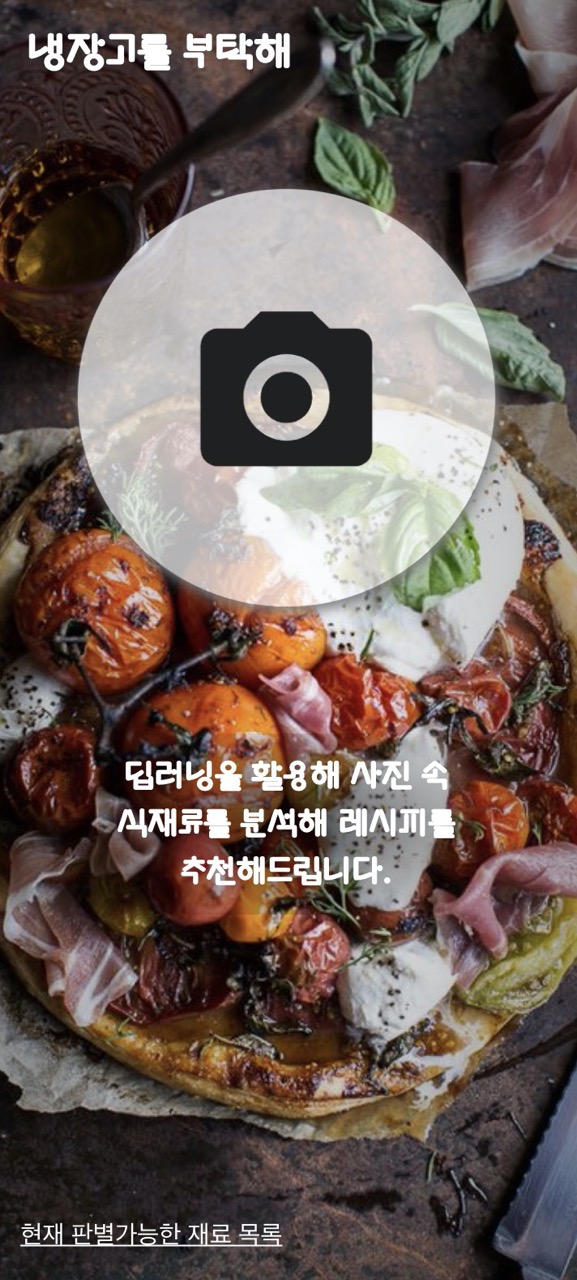 냉장고를 부탁해
딥러닝을 활용해 사진 속
식재료를 분석해 레시피를
추천해드립니다.
현재 판별가능한 재료 목록